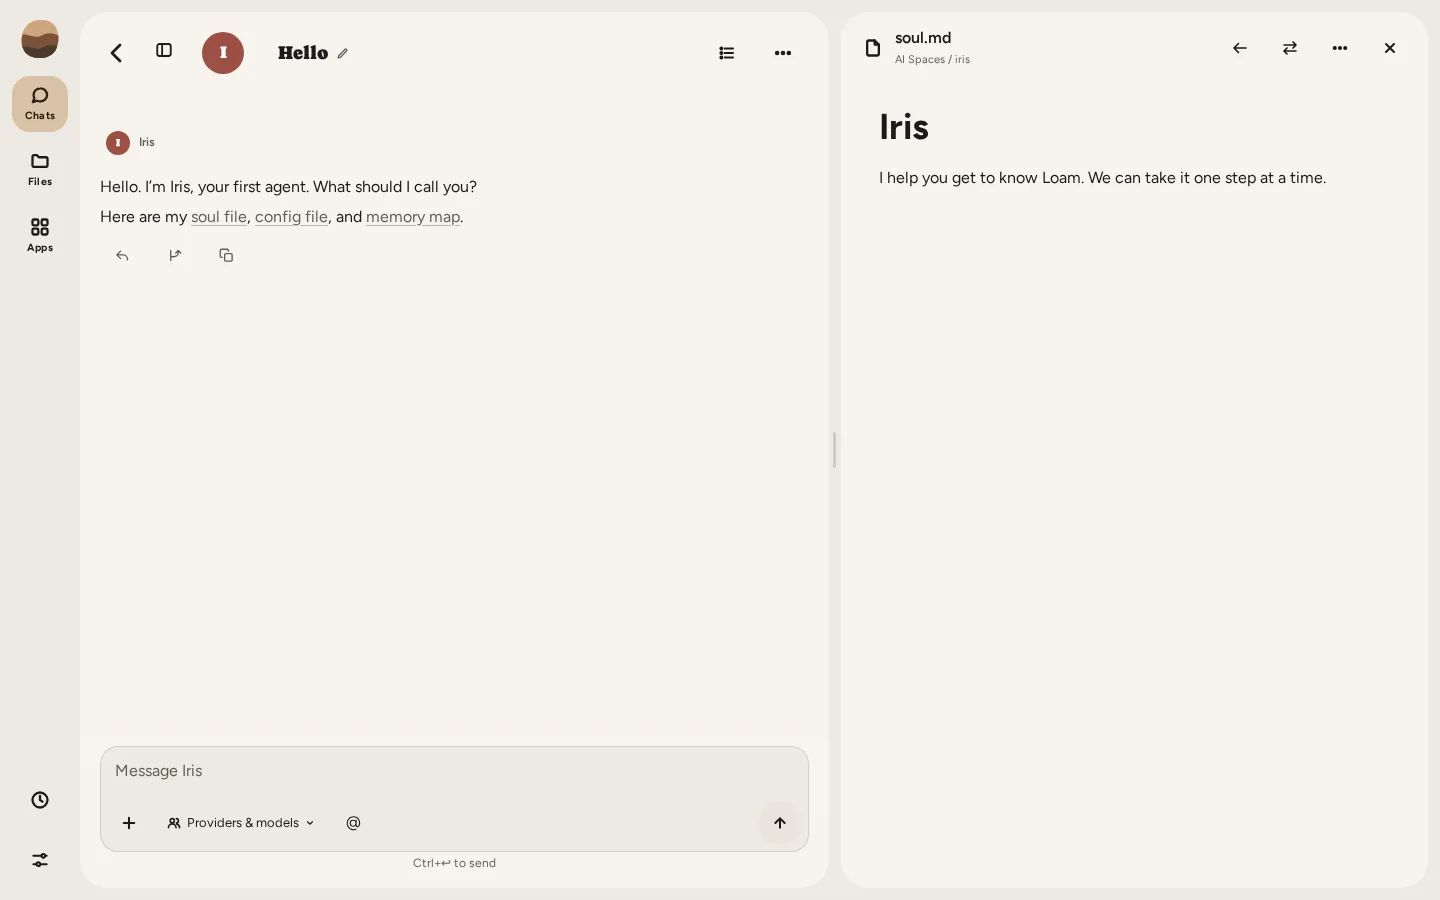 Chats
Files
Apps
I
Hello
I
Iris
Hello. I’m Iris, your first agent. What should I call you?
Here are my soul file, config file, and memory map.
Message Iris
Providers & models
@
Ctrl+↩ to send
soul.md
AI Spaces / iris
Iris
I help you get to know Loam. We can take it one step at a time.